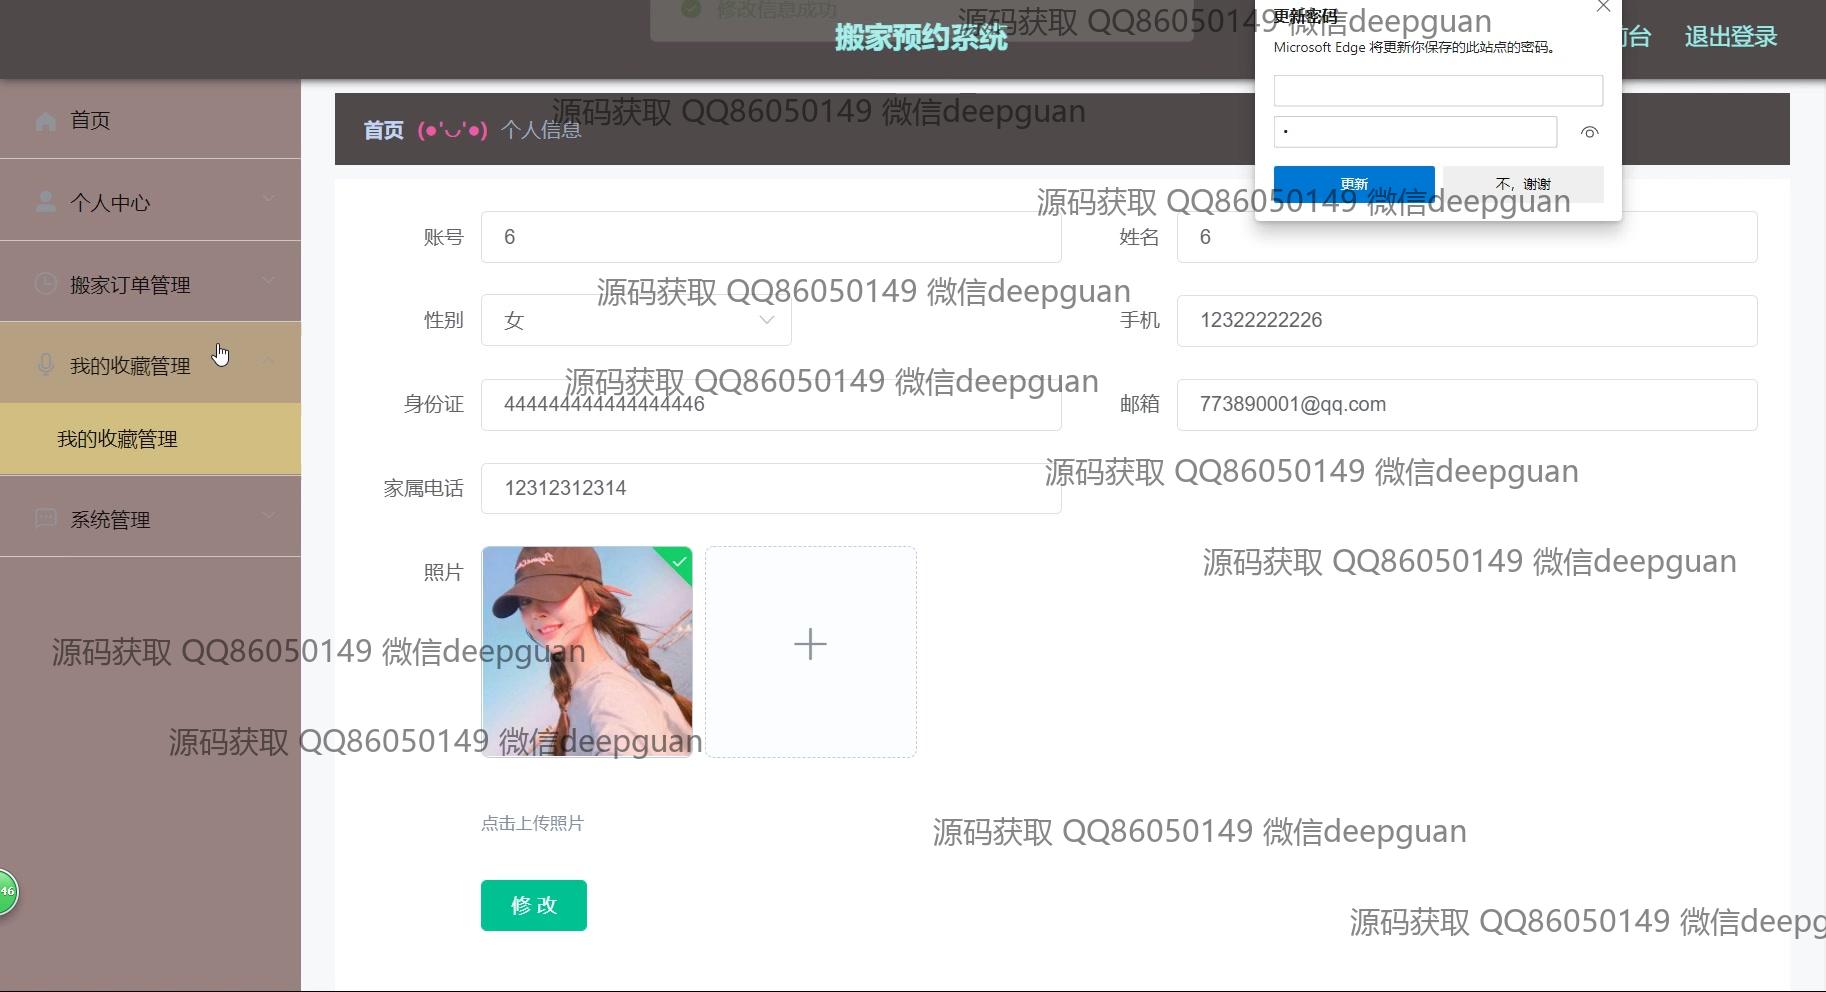 修改信息成功
源码获取 QQ86050149 微信deepguan
更新密码
搬家预约系统
前台
退出登录
Microsoft Edge 将更新你保存的此站点的密码。
首页
源码获取 QQ86050149 微信deepguan
首页 (●'◡'●) 个人信息
更新
不，谢谢
个人中心
源码获取 QQ86050149 微信deepguan
账号 6
姓名 6
搬家订单管理
源码获取 QQ86050149 微信deepguan
性别 女
手机 12322222226
我的收藏管理
源码获取 QQ86050149 微信deepguan
身份证 444444444444444446
邮箱 773890001@qq.com
我的收藏管理
源码获取 QQ86050149 微信deepguan
家属电话 12312312314
系统管理
源码获取 QQ86050149 微信deepguan
照片
源码获取 QQ86050149 微信deepguan
源码获取 QQ86050149 微信deepguan
点击上传照片
源码获取 QQ86050149 微信deepguan
46
修改
源码获取 QQ86050149 微信deepg